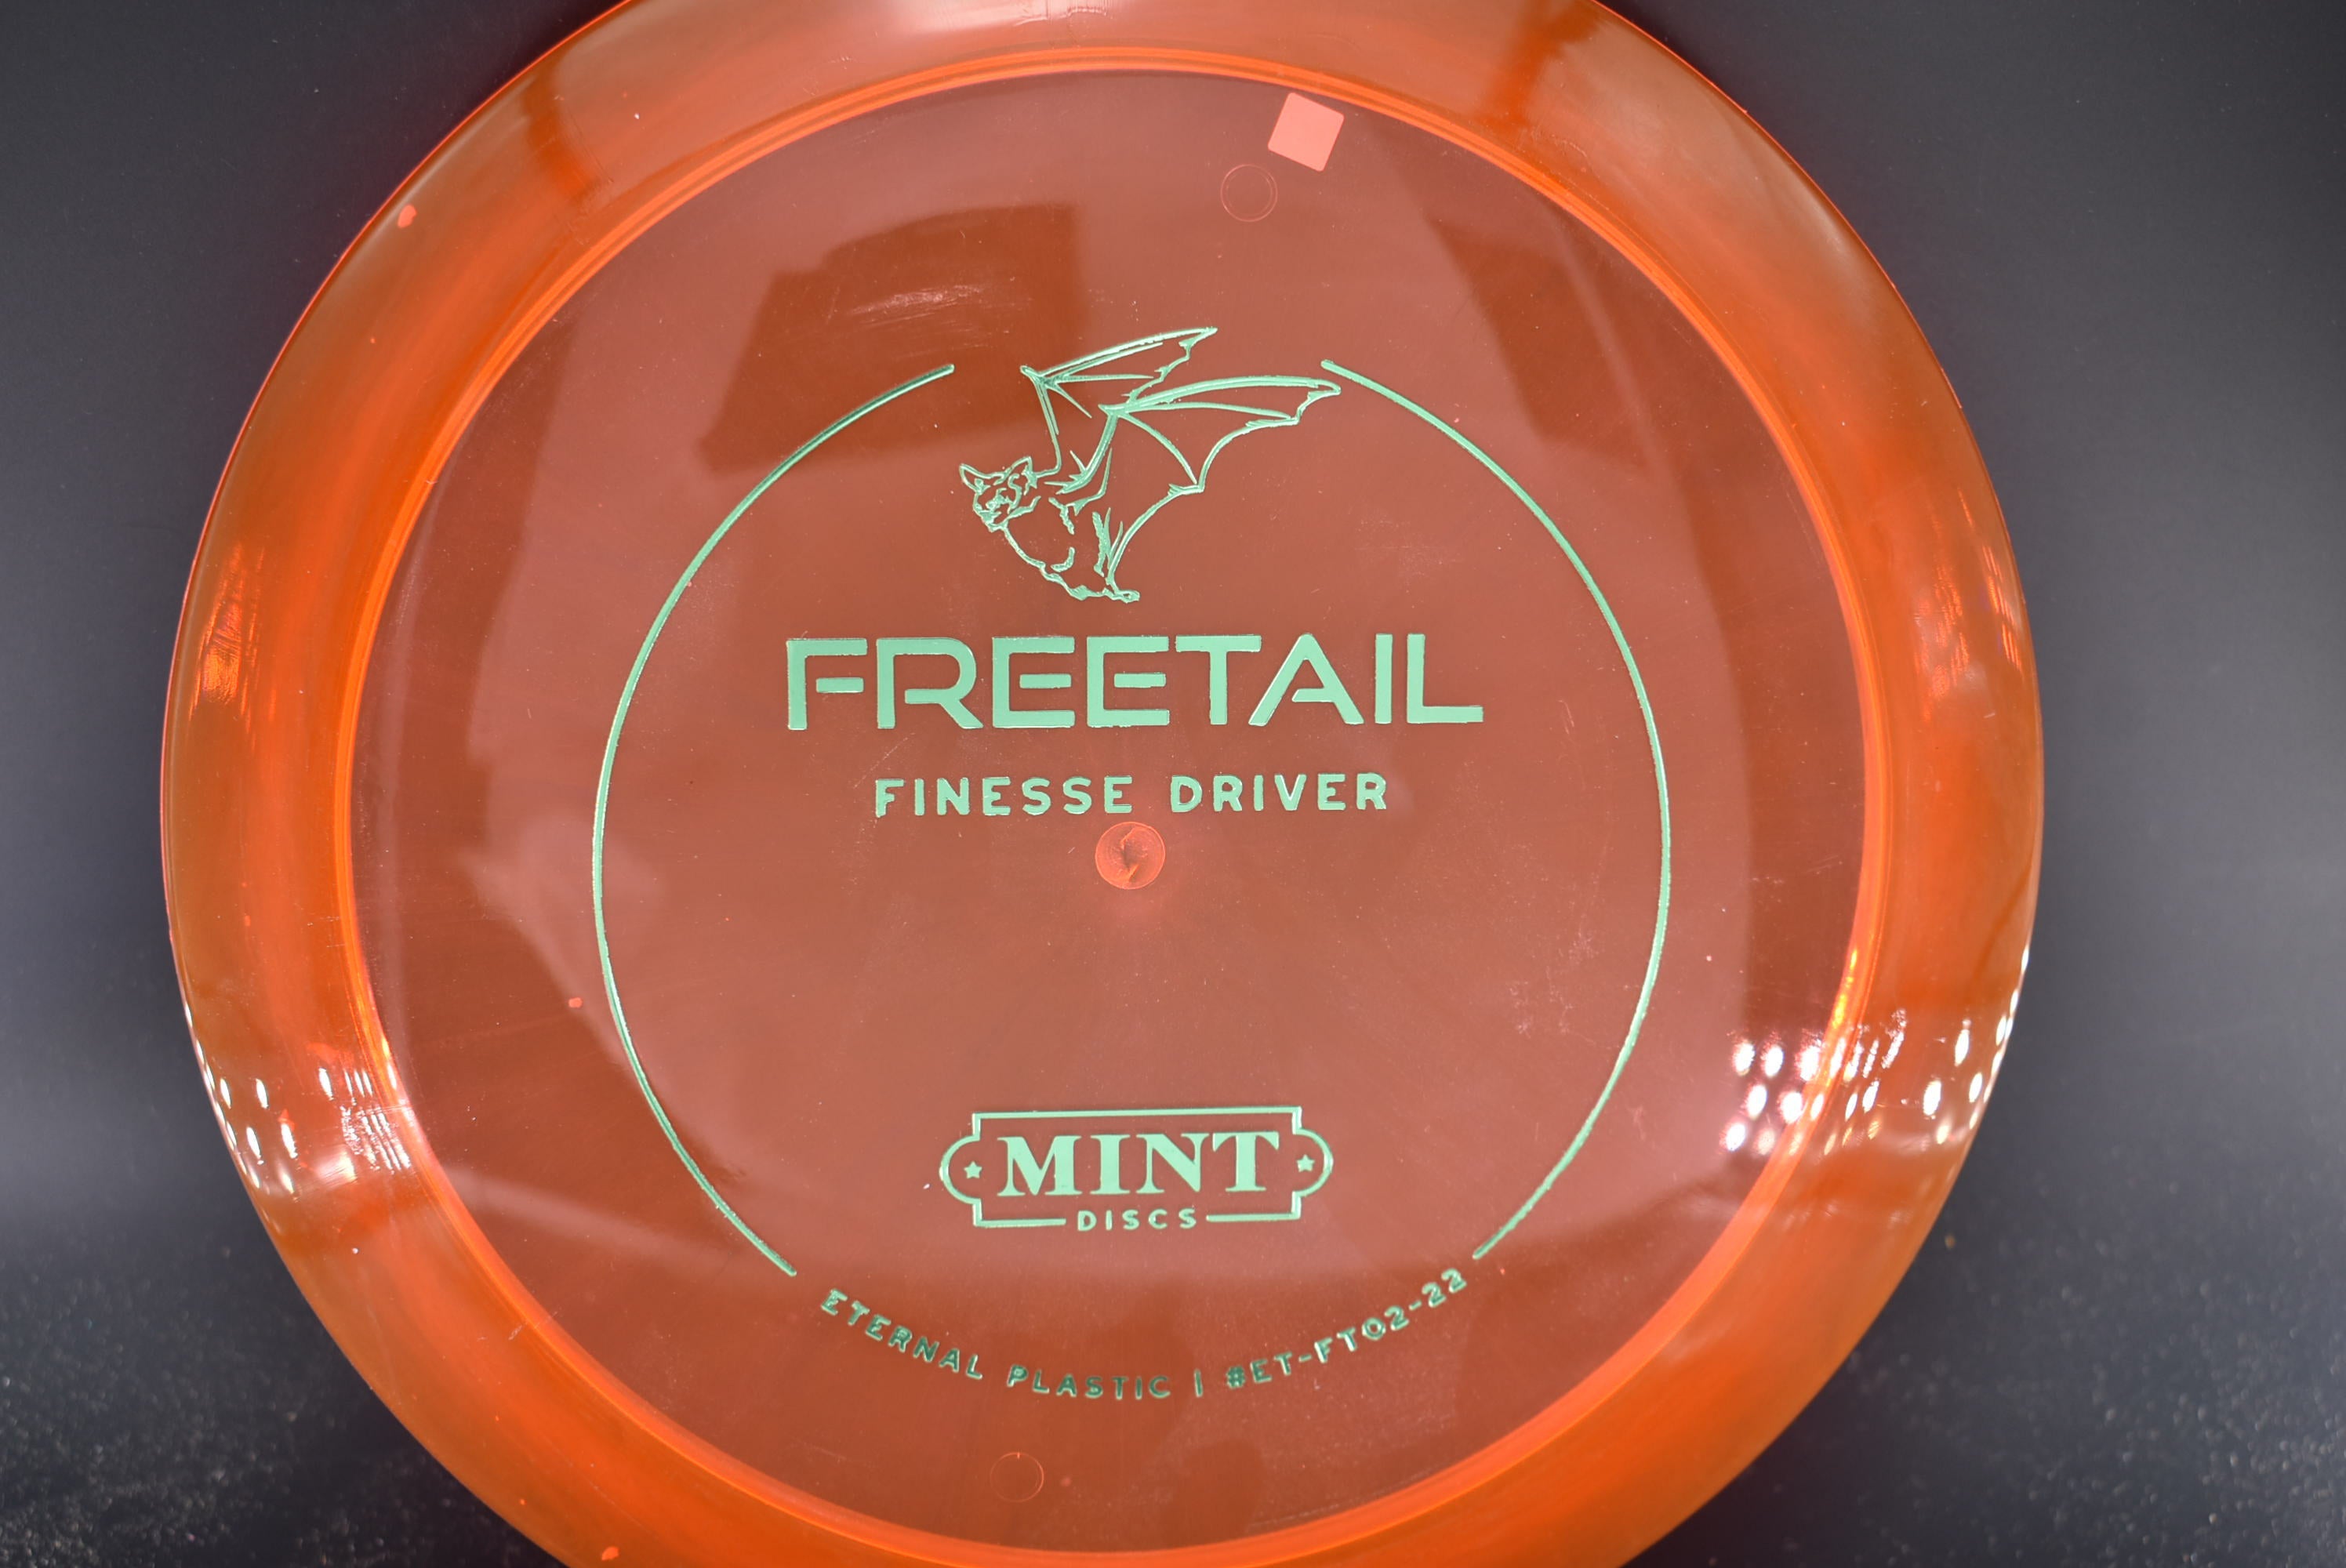 FREETAIL
FINESSE DRIVER
MINT
DISCS
ETERNAL PLASTIC | #ET-FT02-22